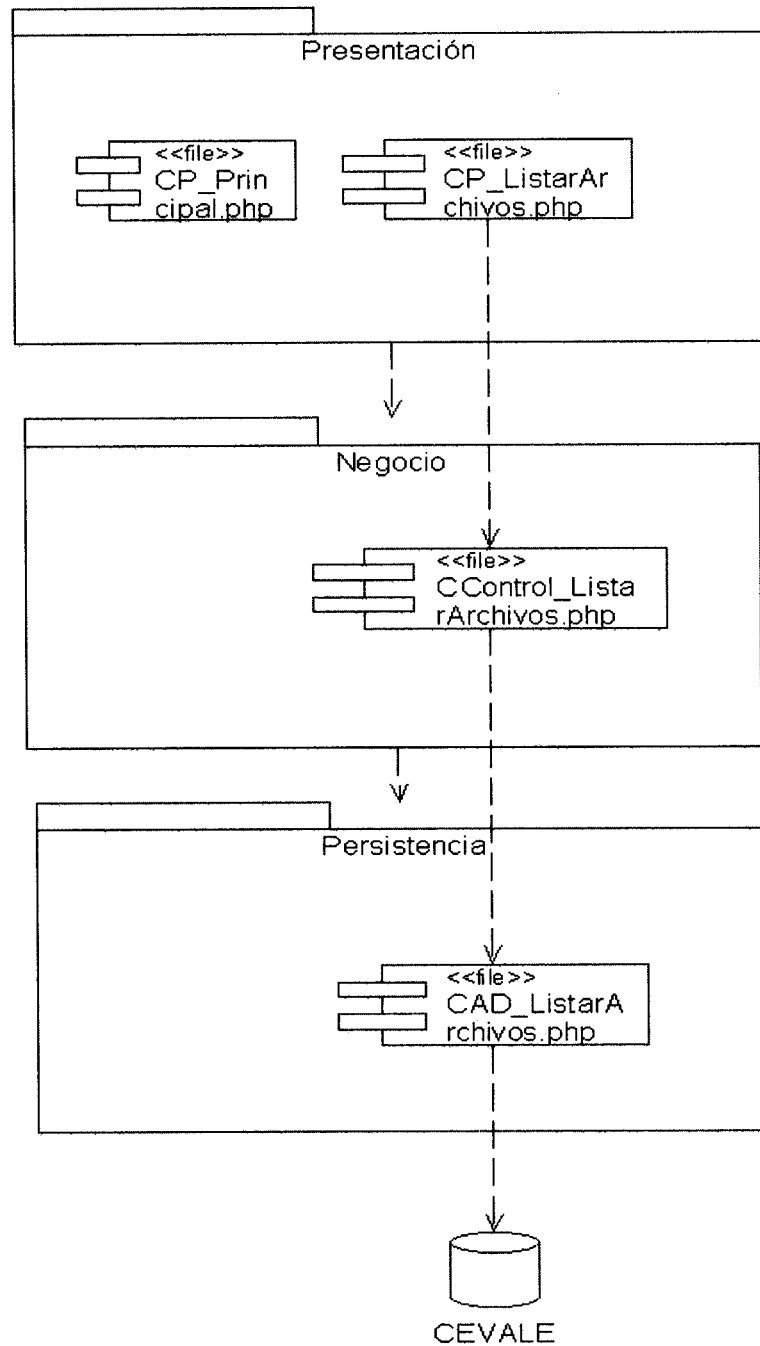 Presentación
<<file>>
CP_Prin
cipal.php
<<file>>
CP_ListarAr
chivos.php
Negocio
<<file>>
CControl_Lista
rArchivos.php
Persistencia
<<file>>
CAD_ListarA
rchivos.php
CEVALE